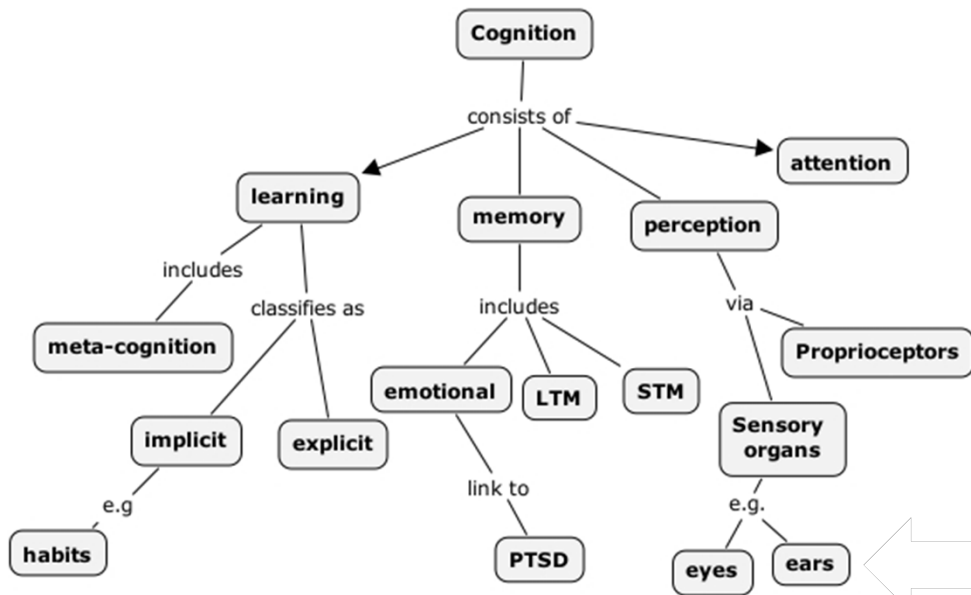 Cognition
consists of
attention
learning
memory
perception
includes
classifies as
includes
via
meta-cognition
Proprioceptors
emotional
LTM
STM
implicit
explicit
Sensory
organs
e.g
link to
e.g.
habits
PTSD
eyes
ears